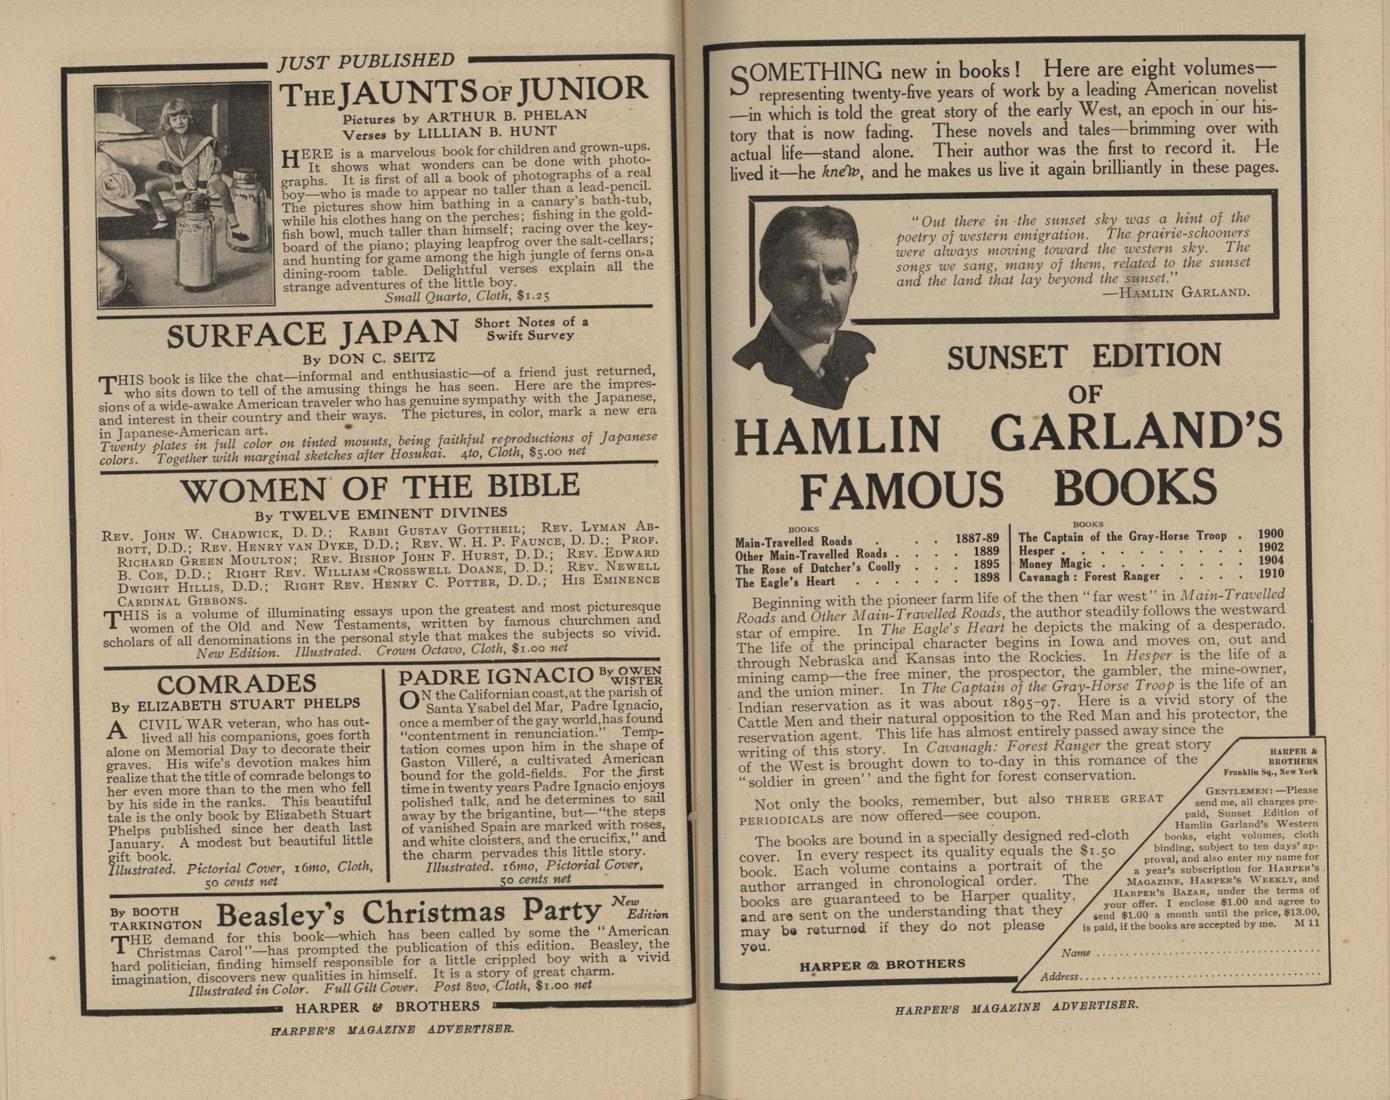 JUST PUBLISHED
THE JAUNTS OF JUNIOR
Pictures by ARTHUR B. PHELAN
Verses by LILLIAN B. HUNT
HERE is a marvelous book for children and grown-ups.
It shows what wonders can be done with photo-
graphs. It is first of all a book of photographs of a real
boy—who is made to appear no taller than a lead-pencil.
The pictures show him bathing in a canary's bath-tub,
while his clothes hang on the perches; fishing in the gold-
fish bowl, much taller than himself; racing over the key-
board of the piano; playing leapfrog over the salt-cellars;
and hunting for game among the high jungle of ferns on a
dining-room table. Delightful verses explain all the
strange adventures of the little boy.
Small Quarto, Cloth, $1.25
SURFACE JAPAN
Short Notes of a
Swift Survey
By DON C. SEITZ
THIS book is like the chat—informal and enthusiastic—of a friend just returned,
who sits down to tell of the amusing things he has seen. Here are the impres-
sions of a wide-awake American traveler who has genuine sympathy with the Japanese,
and interest in their country and their ways. The pictures, in color, mark a new era
in Japanese-American art.
Twenty plates in full color on tinted mounts, being faithful reproductions of Japanese
colors. Together with marginal sketches after Hosukai. 4to, Cloth, $5.00 net
WOMEN OF THE BIBLE
By TWELVE EMINENT DIVINES
REV. JOHN W. CHADWICK, D. D.; RABBI GUSTAV GOTTHEIL; REV. LYMAN AB-
BOTT, D.D.; REV. HENRY VAN DYKE, D.D.; REV. W. H. P. FAUNCE, D. D.; PROF.
RICHARD GREEN MOULTON; REV. BISHOP JOHN F. HURST, D. D.; REV. EDWARD
B. COE, D.D.; RIGHT REV. WILLIAM CROSSWELL DOANE, D.D.; REV. NEWELL
DWIGHT HILLIS, D.D.; RIGHT REV. HENRY C. POTTER, D. D.; HIS EMINENCE
CARDINAL GIBBONS.
THIS is a volume of illuminating essays upon the greatest and most picturesque
women of the Old and New Testaments, written by famous churchmen and
scholars of all denominations in the personal style that makes the subjects so vivid.
New Edition. Illustrated. Crown Octavo, Cloth, $1.00 net
COMRADES
By ELIZABETH STUART PHELPS
A CIVIL WAR veteran, who has out-
lived all his companions, goes forth
alone on Memorial Day to decorate their
graves. His wife's devotion makes him
realize that the title of comrade belongs to
her even more than to the men who fell
by his side in the ranks. This beautiful
tale is the only book by Elizabeth Stuart
Phelps published since her death last
January. A modest but beautiful little
gift book.
Illustrated. Pictorial Cover, 16mo, Cloth,
50 cents net
PADRE IGNACIO By OWEN
WISTER
ON the Californian coast, at the parish of
Santa Ysabel del Mar, Padre Ignacio,
once a member of the gay world, has found
"contentment in renunciation." Temp-
tation comes upon him in the shape of
Gaston Villeré, a cultivated American
bound for the gold-fields. For the first
time in twenty years Padre Ignacio enjoys
polished talk, and he determines to sail
away by the brigantine, but—"the steps
of vanished Spain are marked with roses,
and white cloisters, and the crucifix," and
the charm pervades this little story.
Illustrated. 16mo, Pictorial Cover,
50 cents net
By BOOTH
TARKINGTON
Beasley's Christmas Party
New
Edition
THE demand for this book—which has been called by some the "American
Christmas Carol"—has prompted the publication of this edition. Beasley, the
hard politician, finding himself responsible for a little crippled boy with a vivid
imagination, discovers new qualities in himself. It is a story of great charm.
Illustrated in Color. Full Gilt Cover. Post 8vo, Cloth, $1.00 net
HARPER & BROTHERS
HARPER'S MAGAZINE ADVERTISER.
SOMETHING new in books! Here are eight volumes—
representing twenty-five years of work by a leading American novelist
—in which is told the great story of the early West, an epoch in our his-
tory that is now fading. These novels and tales—brimming over with
actual life—stand alone. Their author was the first to record it. He
lived it—he knew, and he makes us live it again brilliantly in these pages.
"Out there in the sunset sky was a hint of the
poetry of western emigration. The prairie-schooners
were always moving toward the western sky. The
songs we sang, many of them, related to the sunset
and the land that lay beyond the sunset."
—HAMLIN GARLAND.
SUNSET EDITION
OF
HAMLIN GARLAND'S
FAMOUS BOOKS
BOOKS
Main-Travelled Roads . . . 1887-89
Other Main-Travelled Roads . . . . 1889
The Rose of Dutcher's Coolly . . . 1895
The Eagle's Heart . . . . . . 1898
BOOKS
The Captain of the Gray-Horse Troop . 1900
Hesper . . . . . . . . . . 1902
Money Magic . . . . . . . . 1904
Cavanagh: Forest Ranger . . . . 1910
Beginning with the pioneer farm life of the then "far west" in Main-Travelled
Roads and Other Main-Travelled Roads, the author steadily follows the westward
star of empire. In The Eagle's Heart he depicts the making of a desperado.
The life of the principal character begins in Iowa and moves on, out and
through Nebraska and Kansas into the Rockies. In Hesper is the life of a
mining camp—the free miner, the prospector, the gambler, the mine-owner,
and the union miner. In The Captain of the Gray-Horse Troop is the life of an
Indian reservation as it was about 1895-97. Here is a vivid story of the
Cattle Men and their natural opposition to the Red Man and his protector, the
reservation agent. This life has almost entirely passed away since the
writing of this story. In Cavanagh: Forest Ranger the great story
of the West is brought down to to-day in this romance of the
"soldier in green" and the fight for forest conservation.
Not only the books, remember, but also THREE GREAT
PERIODICALS are now offered—see coupon.
The books are bound in a specially designed red-cloth
cover. In every respect its quality equals the $1.50
book. Each volume contains a portrait of the
author arranged in chronological order. The
books are guaranteed to be Harper quality,
and are sent on the understanding that they
may be returned if they do not please
you.
HARPER & BROTHERS
HARPER &
BROTHERS
Franklin Sq., New York
GENTLEMEN:—Please
send me, all charges pre-
paid, Sunset Edition of
Hamlin Garland's Western
books, eight volumes, cloth
binding, subject to ten days' ap-
proval, and also enter my name for
a year's subscription for HARPER'S
MAGAZINE, HARPER'S WEEKLY, and
HARPER'S BAZAR, under the terms of
your offer. I enclose $1.00 and agree to
send $1.00 a month until the price, $13.00,
is paid, if the books are accepted by me. M 11
Name ..........................................
Address..........................................
HARPER'S MAGAZINE ADVERTISER.